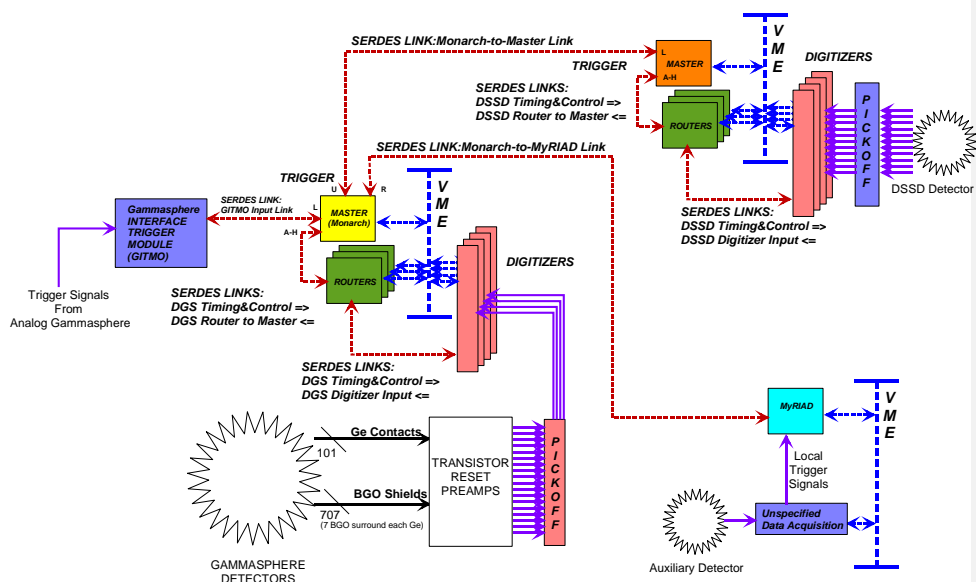 SERDES LINK:Monarch-to-Master Link
L
MASTER
A-H
TRIGGER
V
M
E
DIGITIZERS
P
I
C
K
O
F
F
DSSD Detector
SERDES LINKS:
DSSD Timing&Control =>
DSSD Router to Master <=
ROUTERS
SERDES LINK:Monarch-to-MyRIAD Link
SERDES LINKS:
DSSD Timing&Control =>
DSSD Digitizer Input <=
TRIGGER
U
R
L
A-H
MASTER
(Monarch)
V
M
E
SERDES LINK:
GITMO Input Link
Gammasphere
INTERFACE
TRIGGER
MODULE
(GITMO)
Trigger Signals
From
Analog Gammasphere
ROUTERS
DIGITIZERS
SERDES LINKS:
DGS Timing&Control =>
DGS Router to Master <=
SERDES LINKS:
DGS Timing&Control =>
DGS Digitizer Input <=
Ge Contacts
101
BGO Shields
707
(7 BGO surround each Ge)
GAMMASPHERE
DETECTORS
TRANSISTOR
RESET
PREAMPS
P
I
C
K
O
F
F
MyRIAD
V
M
E
Local
Trigger
Signals
Unspecified
Data Acquisition
Auxiliary Detector